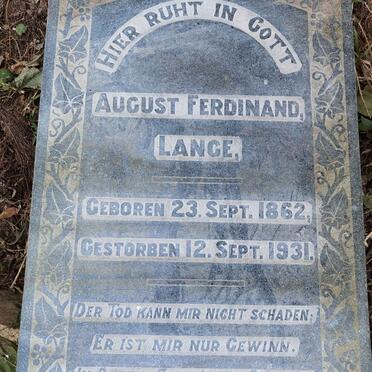 HIER RUHT IN GOTT
AUGUST FERDINAND,
LANGE,
GEBOREN 23. SEPT. 1862,
GESTORBEN 12. SEPT. 1931.
DER TOD KANN MIR NICHT SCHADEN;
ER IST MIR NUR GEWINN.